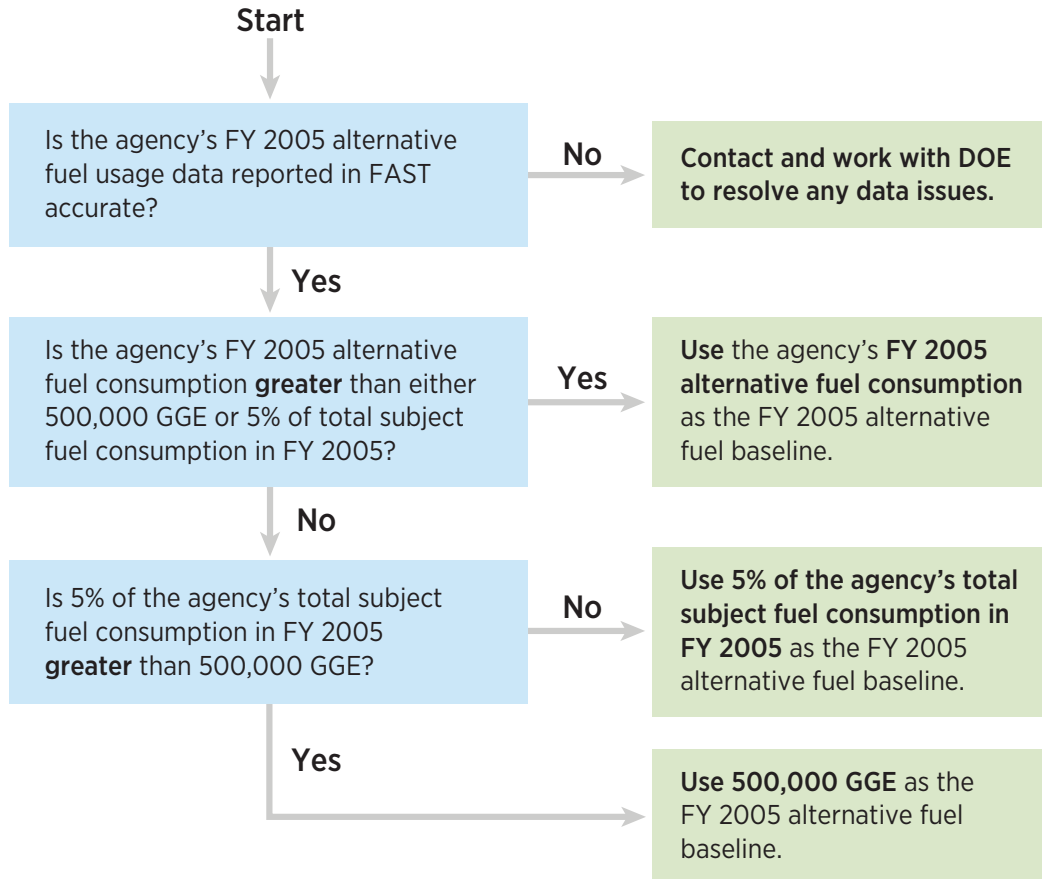 Start
Is the agency’s FY 2005 alternative
fuel usage data reported in FAST
accurate?
No
Contact and work with DOE
to resolve any data issues.
Yes
Is the agency’s FY 2005 alternative
fuel consumption greater than either
500,000 GGE or 5% of total subject
fuel consumption in FY 2005?
Yes
Use the agency’s FY 2005
alternative fuel consumption
as the FY 2005 alternative
fuel baseline.
No
Is 5% of the agency’s total subject
fuel consumption in FY 2005
greater than 500,000 GGE?
No
Use 5% of the agency’s total
subject fuel consumption in
FY 2005 as the FY 2005
alternative fuel baseline.
Yes
Use 500,000 GGE as the
FY 2005 alternative fuel
baseline.